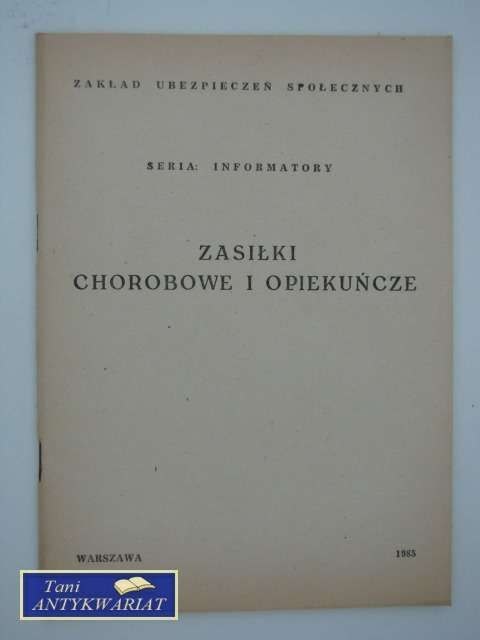 ZAKŁAD UBEZPIECZEŃ SPOŁECZNYCH
SERIA: INFORMATORY
ZASIŁKI
CHOROBOWE I OPIEKUŃCZE
WARSZAWA
1985
Tani
ANTYKWARIAT